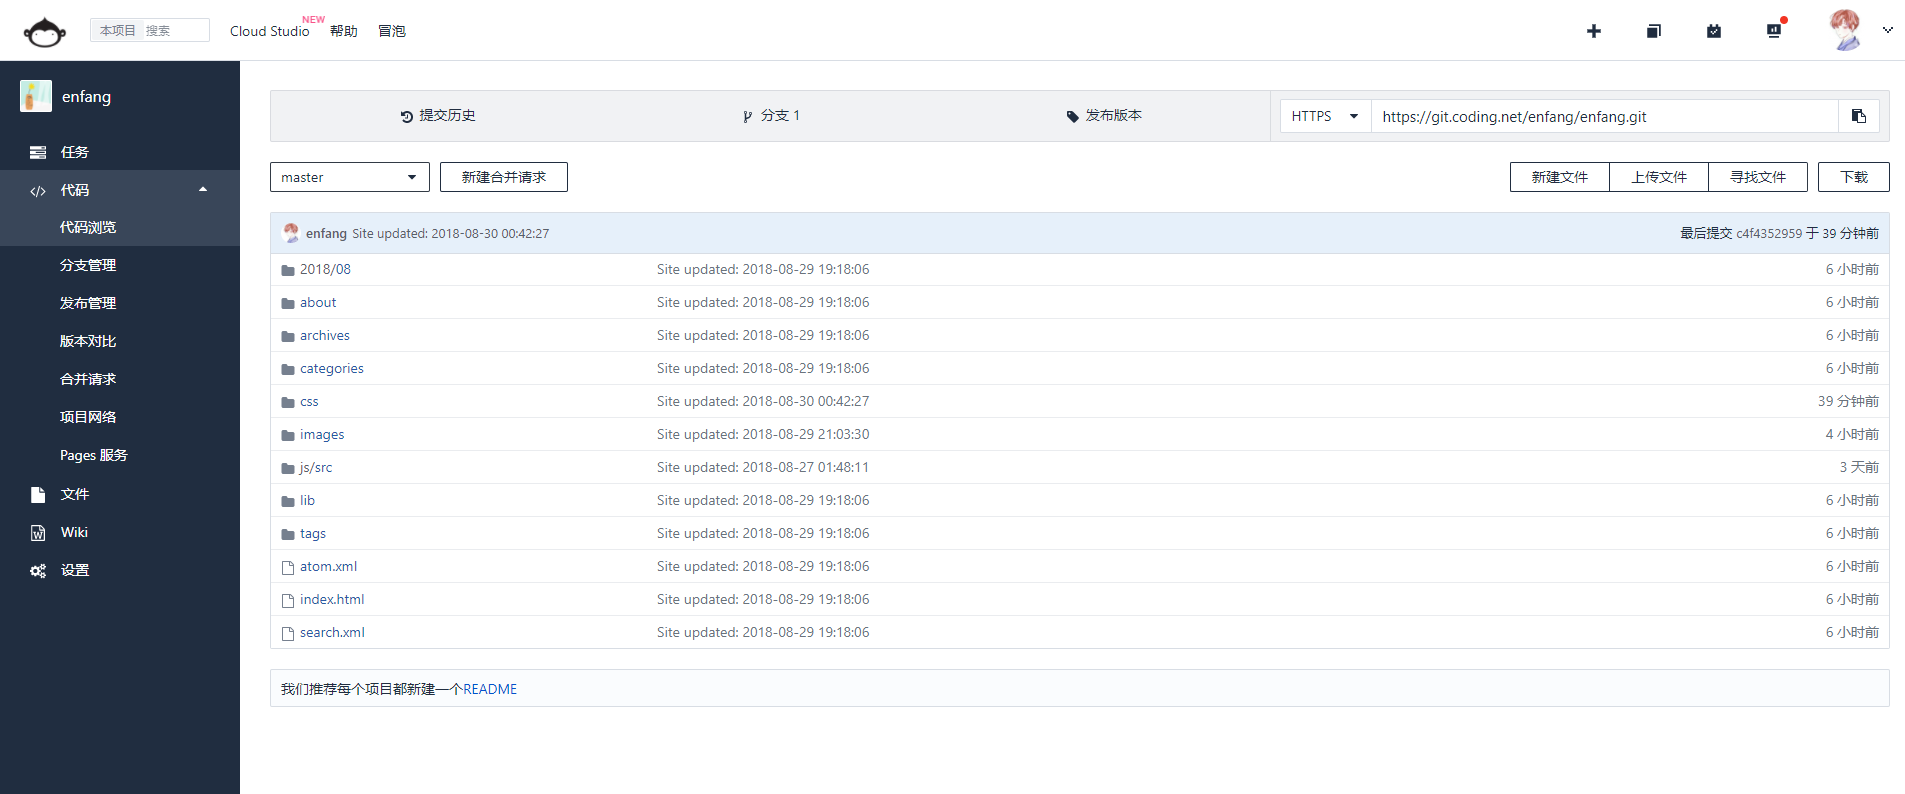 本项目 搜索 Cloud Studio NEW 帮助 冒泡
enfang
任务
代码
代码浏览
分支管理
发布管理
版本对比
合并请求
项目网络
Pages 服务
文件
Wiki
设置
提交历史 分支 1 发布版本 HTTPS https://git.coding.net/enfang/enfang.git
master 新建合并请求 新建文件 上传文件 寻找文件 下载
enfang Site updated: 2018-08-30 00:42:27 最后提交 c4f4352959 于 39 分钟前
2018/08 Site updated: 2018-08-29 19:18:06 6 小时前
about Site updated: 2018-08-29 19:18:06 6 小时前
archives Site updated: 2018-08-29 19:18:06 6 小时前
categories Site updated: 2018-08-29 19:18:06 6 小时前
css Site updated: 2018-08-30 00:42:27 39 分钟前
images Site updated: 2018-08-29 21:03:30 4 小时前
js/src Site updated: 2018-08-27 01:48:11 3 天前
lib Site updated: 2018-08-29 19:18:06 6 小时前
tags Site updated: 2018-08-29 19:18:06 6 小时前
atom.xml Site updated: 2018-08-29 19:18:06 6 小时前
index.html Site updated: 2018-08-29 19:18:06 6 小时前
search.xml Site updated: 2018-08-29 19:18:06 6 小时前
我们推荐每个项目都新建一个README